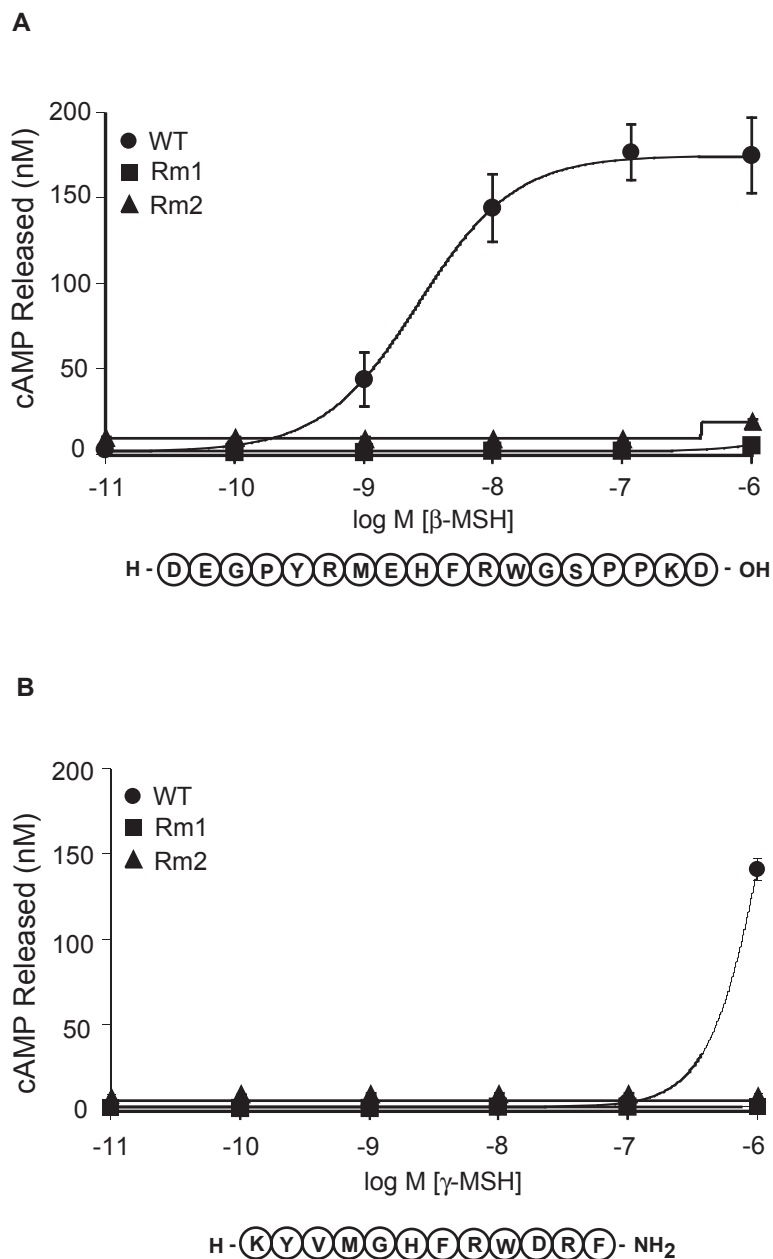 A
cAMP Released (nM)
200
150
100
50
0
WT
Rm1
Rm2
-11 -10 -9 -8 -7 -6
log M [β-MSH]
H - D E G P Y R M E H F R W G S P P K D - OH
B
cAMP Released (nM)
200
150
100
50
0
WT
Rm1
Rm2
-11 -10 -9 -8 -7 -6
log M [γ-MSH]
H - K Y V M G H F R W D R F - NH2